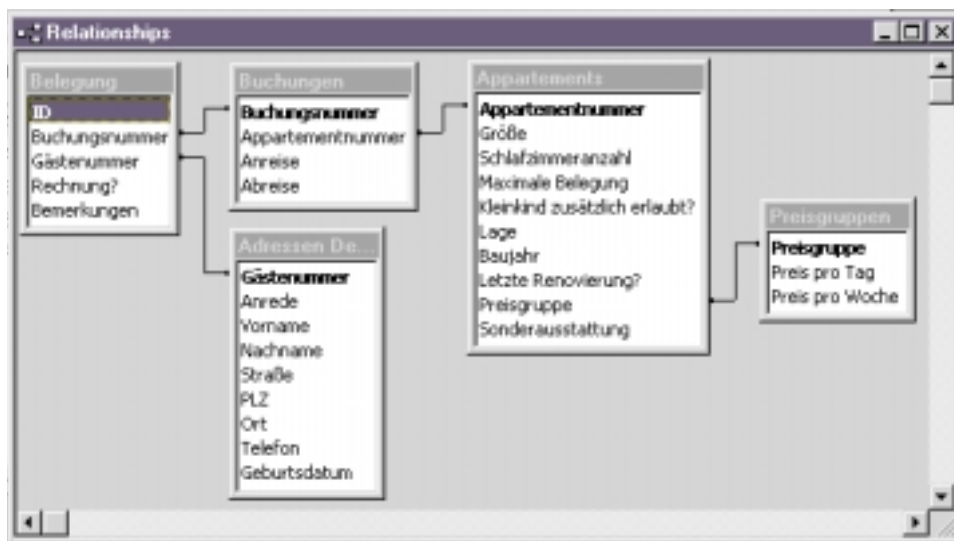 Relationships
Belegung
ID
Buchungsnummer
Gästenummer
Rechnung?
Bemerkungen
Buchungen
Buchungsnummer
Appartementnummer
Anreise
Abreise
Adressen De...
Gästenummer
Anrede
Vorname
Nachname
Straße
PLZ
Ort
Telefon
Geburtsdatum
Appartements
Appartementnummer
Größe
Schlafzimmeranzahl
Maximale Belegung
Kleinkind zusätzlich erlaubt?
Lage
Baujahr
Letzte Renovierung?
Preisgruppe
Sonderausstattung
Preisgruppen
Preisgruppe
Preis pro Tag
Preis pro Woche